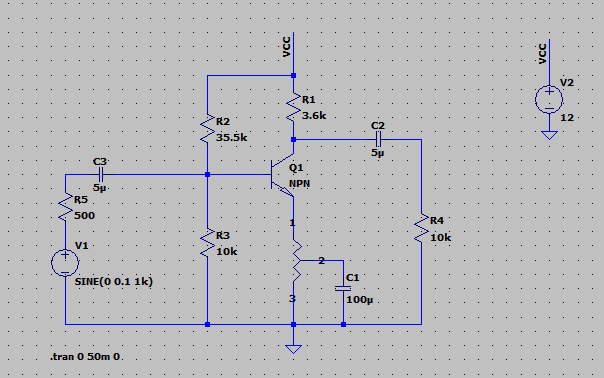 VCC
VCC
V2
12
R1
3.6k
R2
35.5k
C2
5µ
C3
5µ
Q1
NPN
R5
500
1
R4
10k
R3
10k
V1
2
SINE(0 0.1 1k)
C1
100µ
3
.tran 0 50m 0